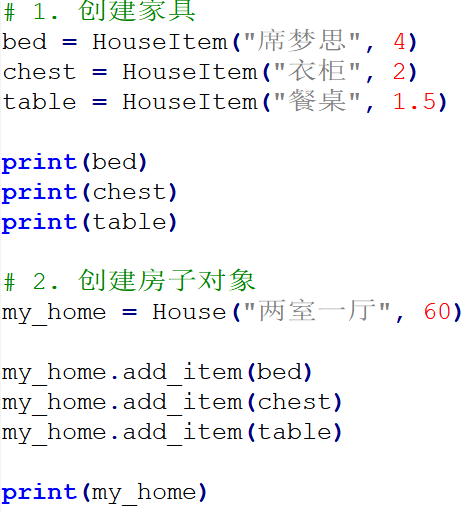 # 1. 创建家具
bed = HouseItem("席梦思", 4)
chest = HouseItem("衣柜", 2)
table = HouseItem("餐桌", 1.5)
print(bed)
print(chest)
print(table)
# 2. 创建房子对象
my_home = House("两室一厅", 60)
my_home.add_item(bed)
my_home.add_item(chest)
my_home.add_item(table)
print(my_home)